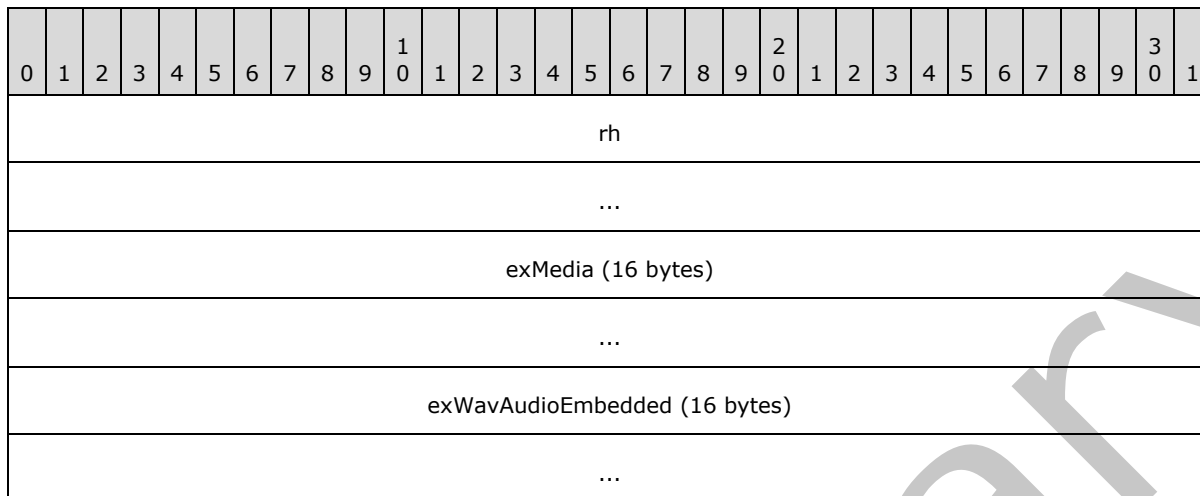 1 2 3
0 1 2 3 4 5 6 7 8 9 0 1 2 3 4 5 6 7 8 9 0 1 2 3 4 5 6 7 8 9 0 1
rh
...
exMedia (16 bytes)
...
exWavAudioEmbedded (16 bytes)
...